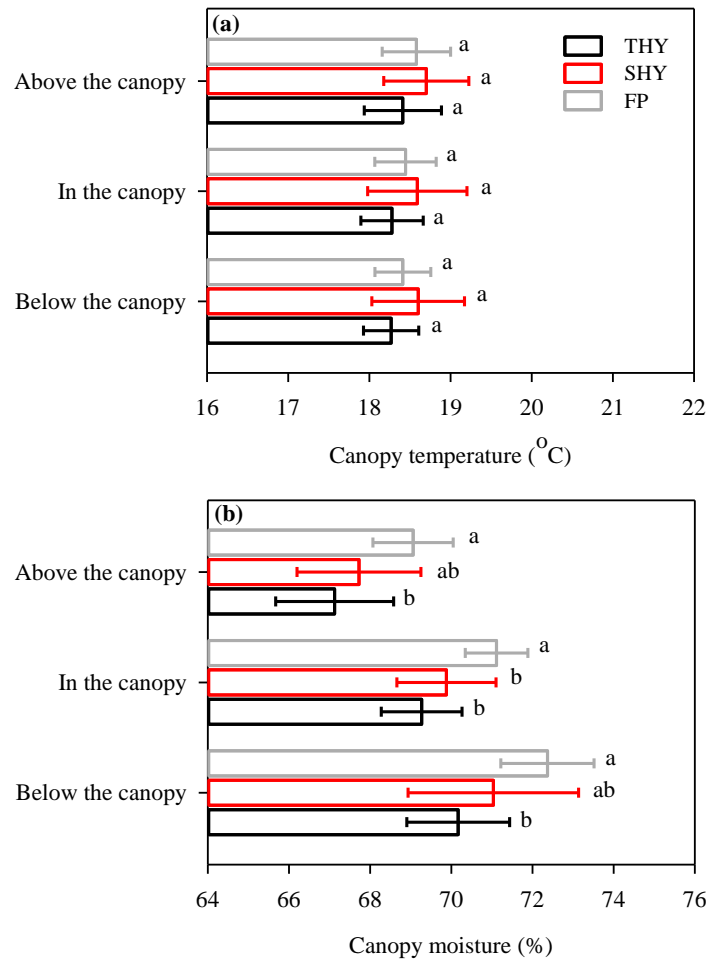 (a)
THY
SHY
FP
Above the canopy
a
a
a
In the canopy
a
a
a
Below the canopy
a
a
a
16 17 18 19 20 21 22
Canopy temperature (°C)
(b)
Above the canopy
a
ab
b
In the canopy
a
b
b
Below the canopy
a
ab
b
64 66 68 70 72 74 76
Canopy moisture (%)